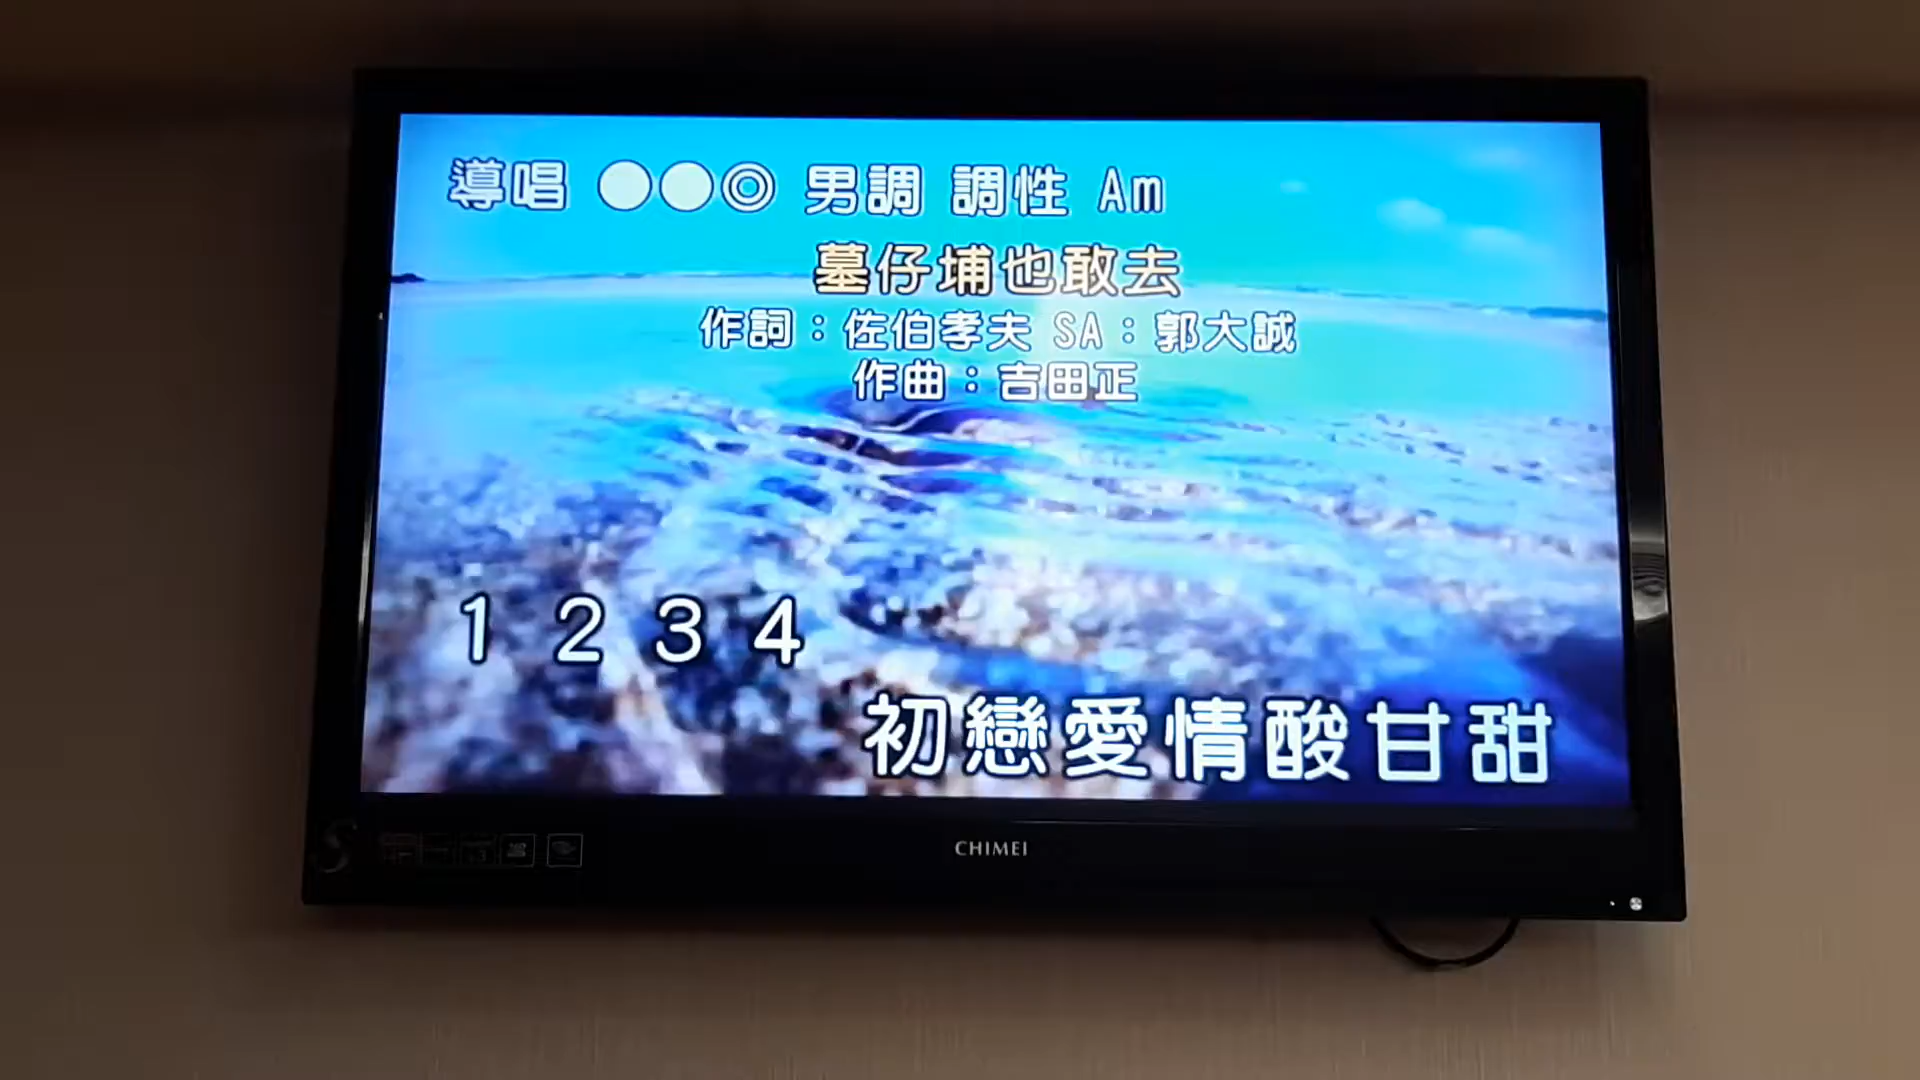 導唱 ●●◎ 男調 調性 Am
墓仔埔也敢去
作詞：佐伯孝夫 SA：郭大誠
作曲：吉田正
1 2 3 4
初戀愛情酸甘甜
CHIMEI